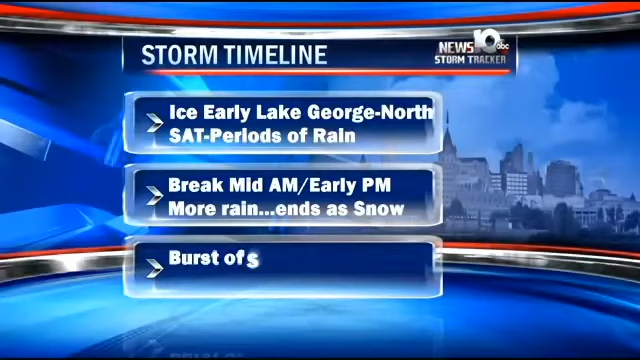 STORM TIMELINE
NEWS 10 abc
STORM TRACKER
Ice Early Lake George-North
SAT-Periods of Rain
Break Mid AM/Early PM
More rain...ends as Snow
Burst of S